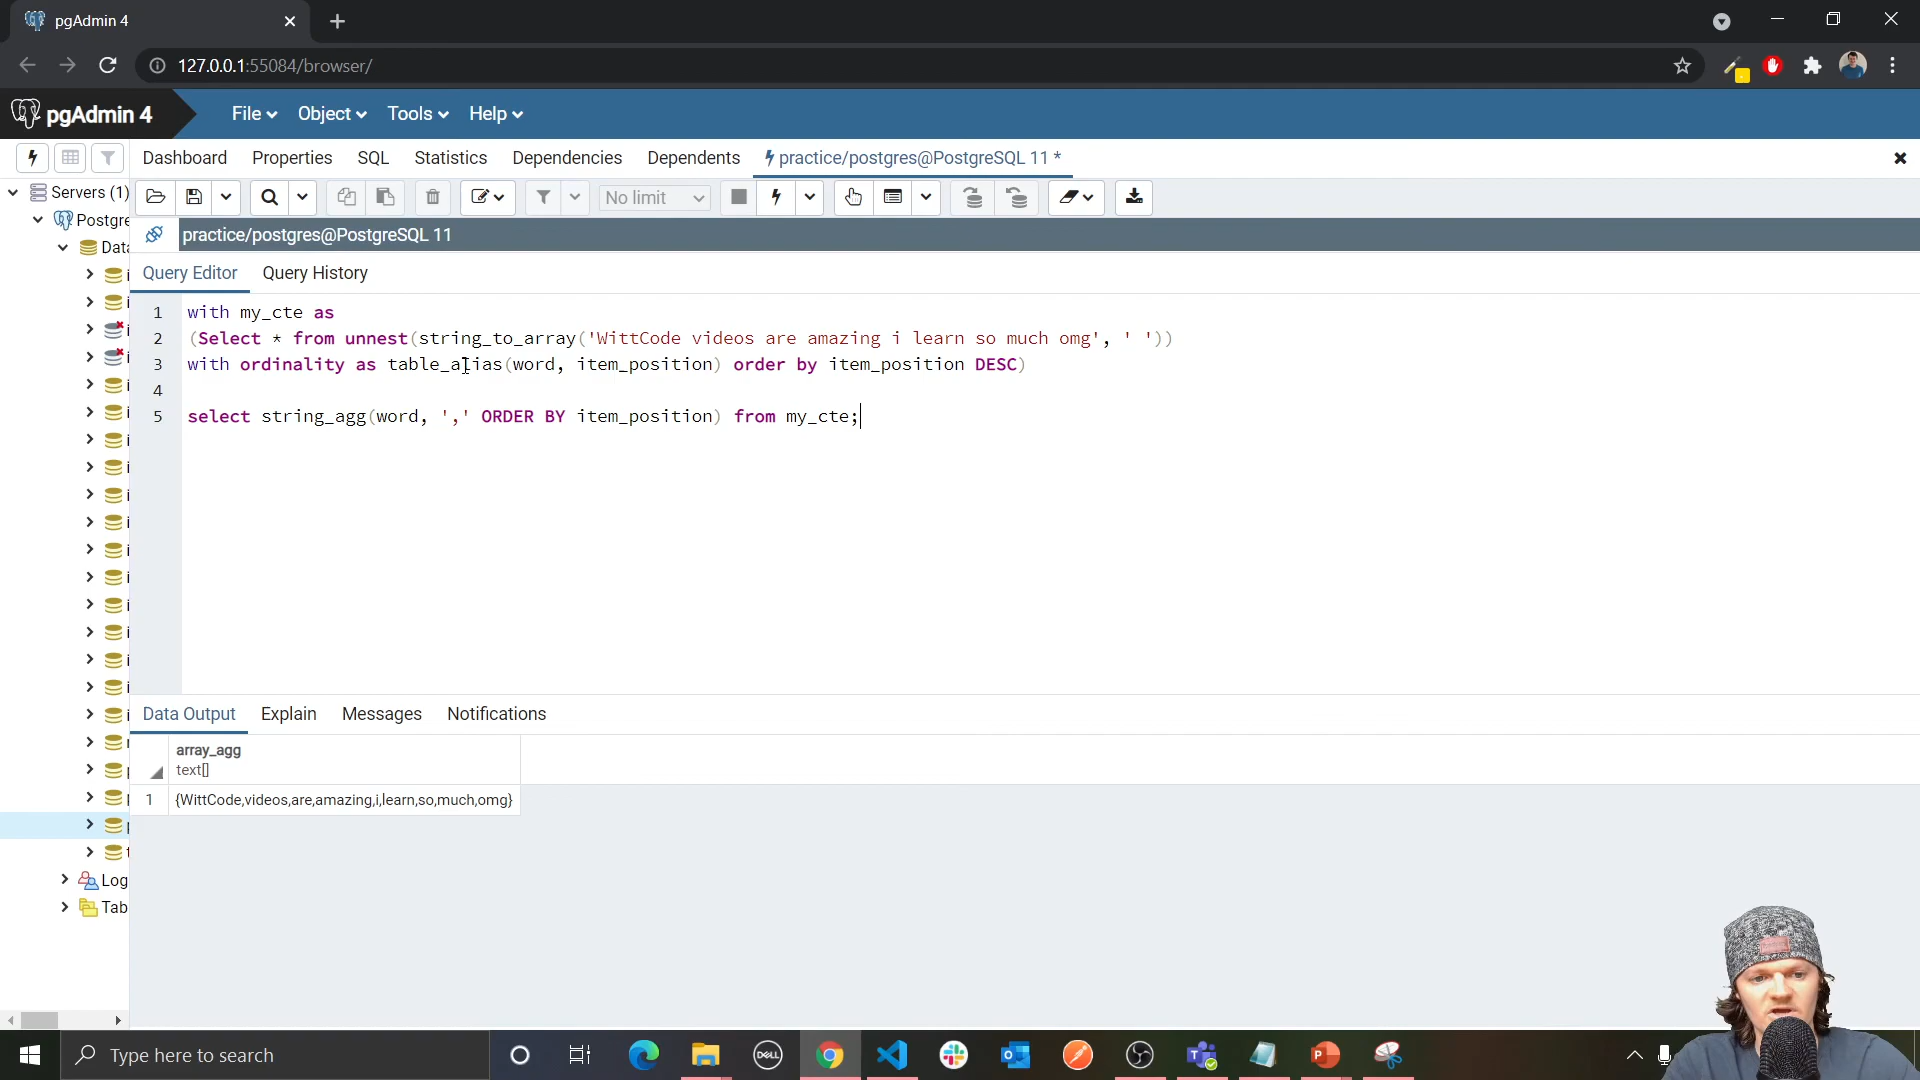 pgAdmin 4
127.0.0.1:55084/browser/
pgAdmin 4
File Object Tools Help
Dashboard Properties SQL Statistics Dependencies Dependents practice/postgres@PostgreSQL 11 *
Servers (1)
No limit
Postgre
practice/postgres@PostgreSQL 11
Data
Query Editor Query History
1 with my_cte as
2 (Select * from unnest(string_to_array('WittCode videos are amazing i learn so much omg', ' '))
3 with ordinality as table_alias(word, item_position) order by item_position DESC)
4
5 select string_agg(word, ',' ORDER BY item_position) from my_cte;
Data Output Explain Messages Notifications
array_agg
text[]
1 {WittCode,videos,are,amazing,i,learn,so,much,omg}
Log
Tab
Type here to search
DELL